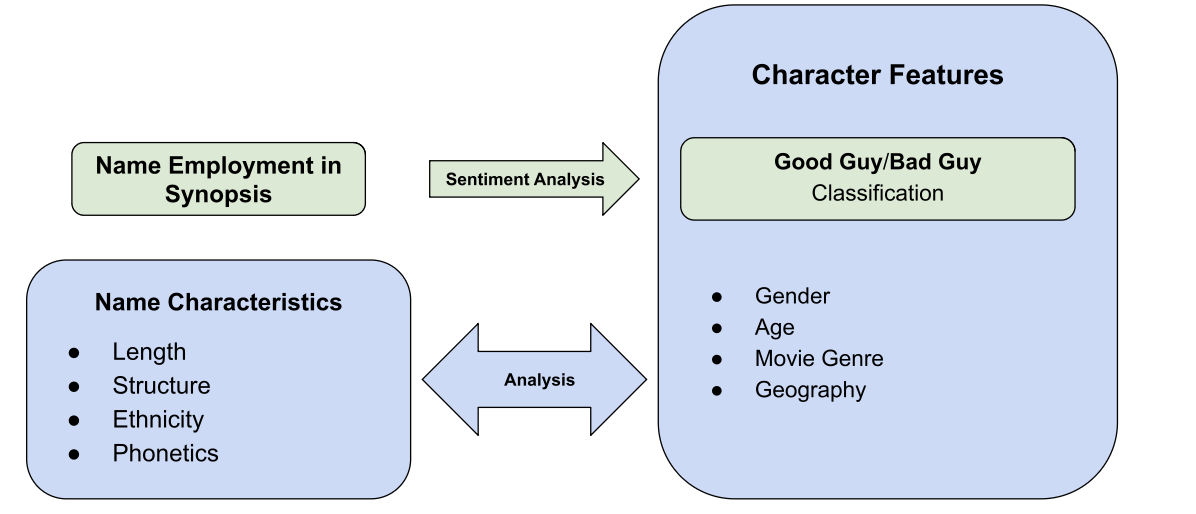 Character Features
Name Employment in
Synopsis
Sentiment Analysis
Good Guy/Bad Guy
Classification
Name Characteristics
● Length
● Structure
● Ethnicity
● Phonetics
Analysis
● Gender
● Age
● Movie Genre
● Geography